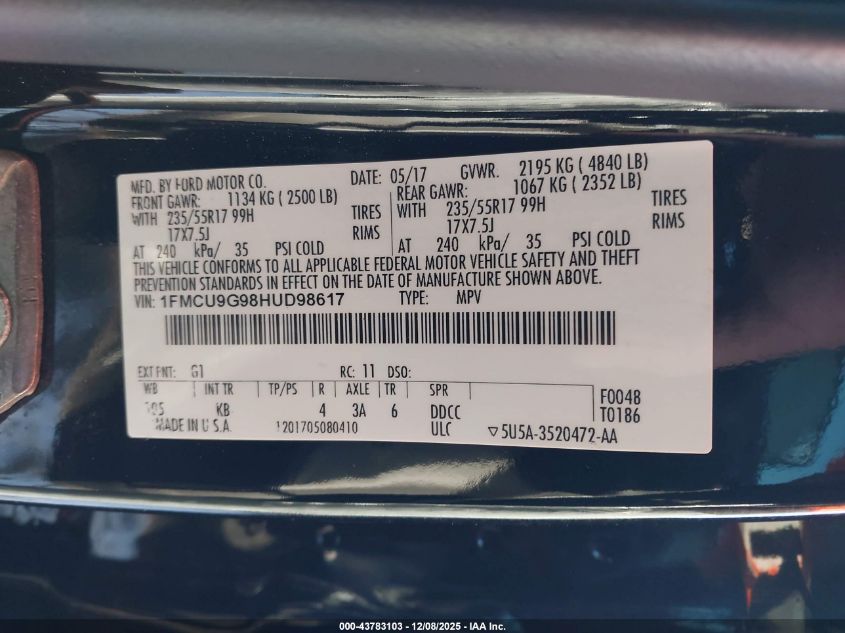 MFD. BY FORD MOTOR CO. DATE: 05/17 GVWR. 2195 KG ( 4840 LB)
FRONT GAWR: 1134 KG ( 2500 LB) REAR GAWR: 1067 KG ( 2352 LB)
WITH 235/55R17 99H TIRES WITH 235/55R17 99H TIRES
17X7.5J RIMS 17X7.5J RIMS
AT 240 kPa/ 35 PSI COLD AT 240 kPa/ 35 PSI COLD
THIS VEHICLE CONFORMS TO ALL APPLICABLE FEDERAL MOTOR VEHICLE SAFETY AND THEFT
PREVENTION STANDARDS IN EFFECT ON THE DATE OF MANUFACTURE SHOWN ABOVE.
VIN: 1FMCU9G98HUD98617 TYPE: MPV
EXT PNT: G1 RC: 11 DSO:
WB INT TR TP/PS R AXLE TR SPR F0048
KB 4 3A 6 DDCC T0186
MADE IN U.S.A. 1201705080410 ULC ▽5U5A-3520472-AA
000-43783103 - 12/08/2025 - IAA Inc.